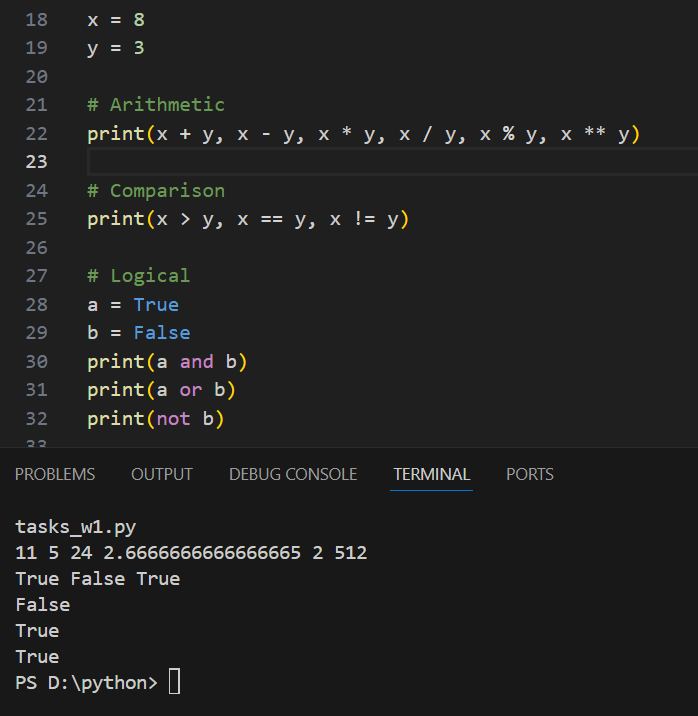 18 x = 8
19 y = 3
20
21 # Arithmetic
22 print(x + y, x - y, x * y, x / y, x % y, x ** y)
23
24 # Comparison
25 print(x > y, x == y, x != y)
26
27 # Logical
28 a = True
29 b = False
30 print(a and b)
31 print(a or b)
32 print(not b)
33
PROBLEMS OUTPUT DEBUG CONSOLE TERMINAL PORTS
tasks_w1.py
11 5 24 2.6666666666666665 2 512
True False True
False
True
True
PS D:\python>